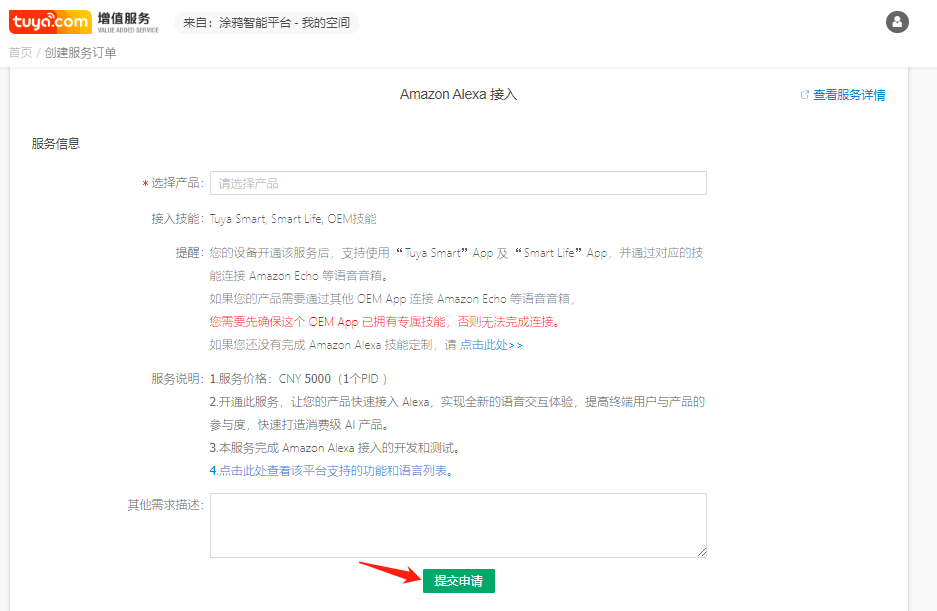 tuya.com 增值服务 来自：涂鸦智能平台 - 我的空间
VALUE ADDED SERVICE
首页 / 创建服务订单
Amazon Alexa 接入
查看服务详情
服务信息
* 选择产品： 请选择产品
接入技能： Tuya Smart, Smart Life, OEM技能
提醒： 您的设备开通该服务后，支持使用“Tuya Smart”App 及“Smart Life”App，并通过对应的技
能连接 Amazon Echo 等语音音箱。
如果您的产品需要通过其他 OEM App 连接 Amazon Echo 等语音音箱，
您需要先确保这个 OEM App 已拥有专属技能，否则无法完成连接。
如果您还没有完成 Amazon Alexa 技能定制，请 点击此处>>
服务说明： 1.服务价格：CNY 5000（1个PID ）
2.开通此服务，让您的产品快速接入 Alexa，实现全新的语音交互体验，提高终端用户与产品的
参与度，快速打造消费级 AI 产品。
3.本服务完成 Amazon Alexa 接入的开发和测试。
4.点击此处查看该平台支持的功能和语言列表。
其他需求描述：
提交申请